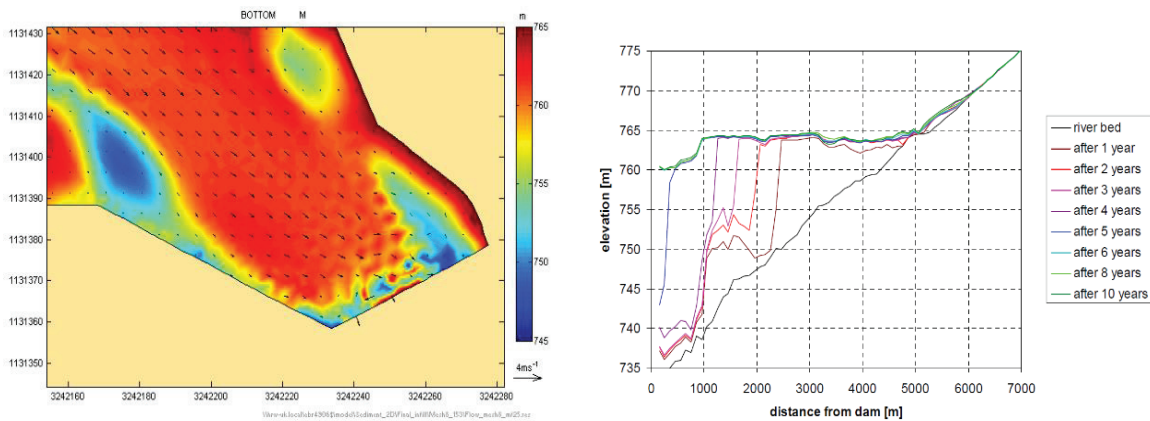 BOTTOM M
m
1131430
1131420
1131410
1131400
1131390
1131380
1131370
1131360
1131350
3242160 3242180 3242200 3242220 3242240 3242260 3242280
765
760
755
750
745
4ms-1
775
770
765
760
755
750
745
740
735
0 1000 2000 3000 4000 5000 6000 7000
elevation [m]
distance from dam [m]
river bed
after 1 year
after 2 years
after 3 years
after 4 years
after 5 years
after 6 years
after 8 years
after 10 years